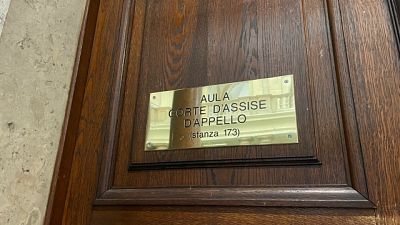 AULA
CORTE D'ASSISE
D'APPELLO
(stanza 173)